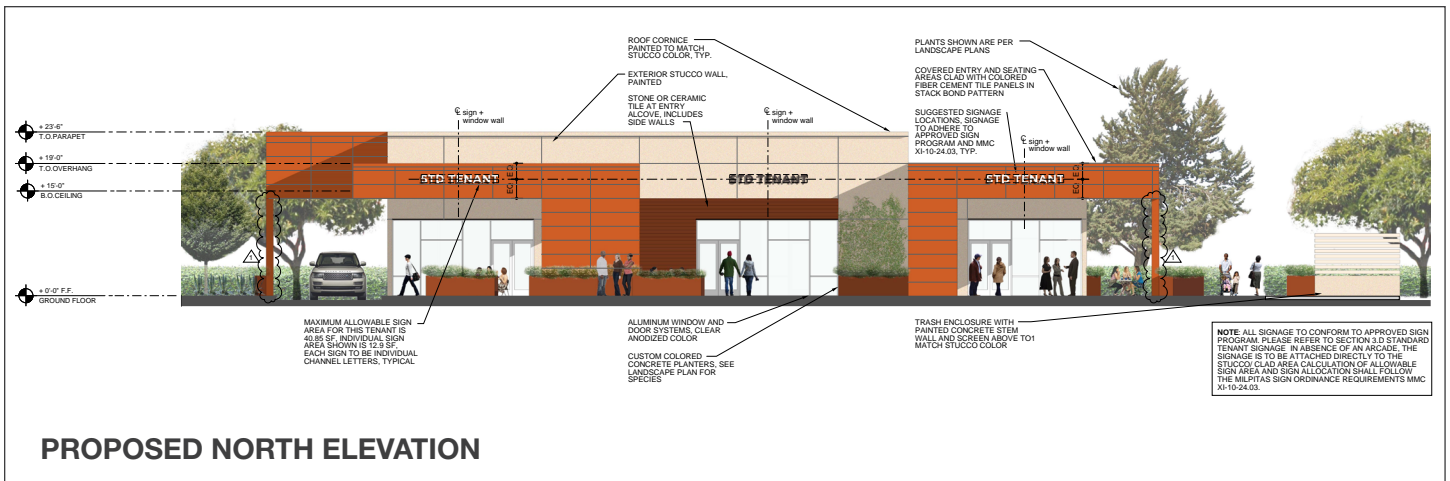 ROOF CORNICE
PAINTED TO MATCH
STUCCO COLOR, TYP.
EXTERIOR STUCCO WALL,
PAINTED
STONE OR CERAMIC
TILE AT ENTRY
ALCOVE, INCLUDES
SIDE WALLS
PLANTS SHOWN ARE PER
LANDSCAPE PLANS
COVERED ENTRY AND SEATING
AREAS CLAD WITH COLORED
FIBER CEMENT TILE PANELS IN
STACK BOND PATTERN
SUGGESTED SIGNAGE
LOCATIONS, SIGNAGE
TO ADHERE TO
APPROVED SIGN
PROGRAM AND MMC
XI-10-24.03, TYP.
℄ sign +
window wall
℄ sign +
window wall
℄ sign +
window wall
+ 23'-6"
T.O.PARAPET
+ 19'-0"
T.O.OVERHANG
+ 15'-0"
B.O.CEILING
+ 0'-0" F.F.
GROUND FLOOR
STD TENANT
EQ
EQ
STD TENANT
STD TENANT
EQ
EQ
1
1
MAXIMUM ALLOWABLE SIGN
AREA FOR THIS TENANT IS
40.85 SF, INDIVIDUAL SIGN
AREA SHOWN IS 12.9 SF,
EACH SIGN TO BE INDIVIDUAL
CHANNEL LETTERS, TYPICAL
ALUMINUM WINDOW AND
DOOR SYSTEMS, CLEAR
ANODIZED COLOR
CUSTOM COLORED
CONCRETE PLANTERS, SEE
LANDSCAPE PLAN FOR
SPECIES
TRASH ENCLOSURE WITH
PAINTED CONCRETE STEM
WALL AND SCREEN ABOVE TO1
MATCH STUCCO COLOR
NOTE: ALL SIGNAGE TO CONFORM TO APPROVED SIGN
PROGRAM. PLEASE REFER TO SECTION 3.D STANDARD
TENANT SIGNAGE IN ABSENCE OF AN ARCADE, THE
SIGNAGE IS TO BE ATTACHED DIRECTLY TO THE
STUCCO/ CLAD AREA CALCULATION OF ALLOWABLE
SIGN AREA AND SIGN ALLOCATION SHALL FOLLOW
THE MILPITAS SIGN ORDINANCE REQUIREMENTS MMC
XI-10-24.03.
PROPOSED NORTH ELEVATION